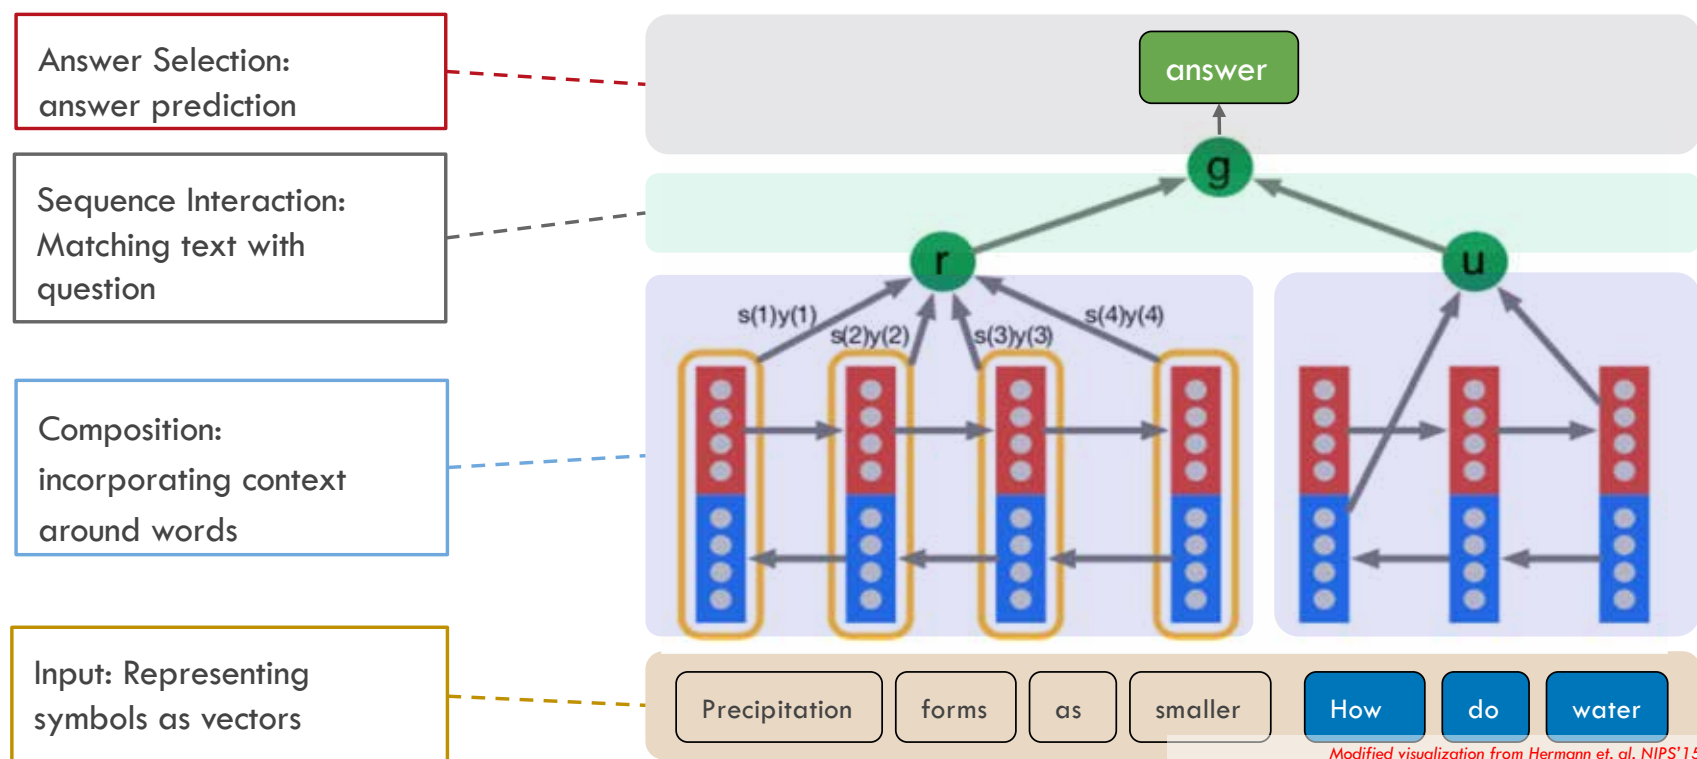 Answer Selection:
answer prediction
Sequence Interaction:
Matching text with
question
Composition:
incorporating context
around words
Input: Representing
symbols as vectors
answer
g
r
u
s(1)y(1)
s(2)y(2)
s(3)y(3)
s(4)y(4)
Precipitation forms as smaller How do water
Modified visualization from Hermann et. al. NIPS'15